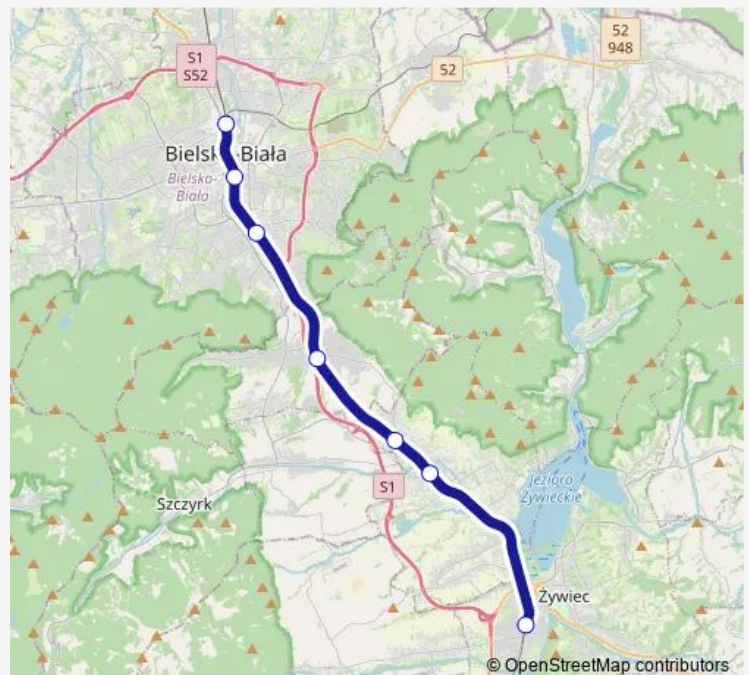 S1
S52
52
948
52
Bielsko-Biała
Bielsko-
Biała
Szczyrk
S1
Jezioro
Żywieckie
Żywiec
© OpenStreetMap contributors